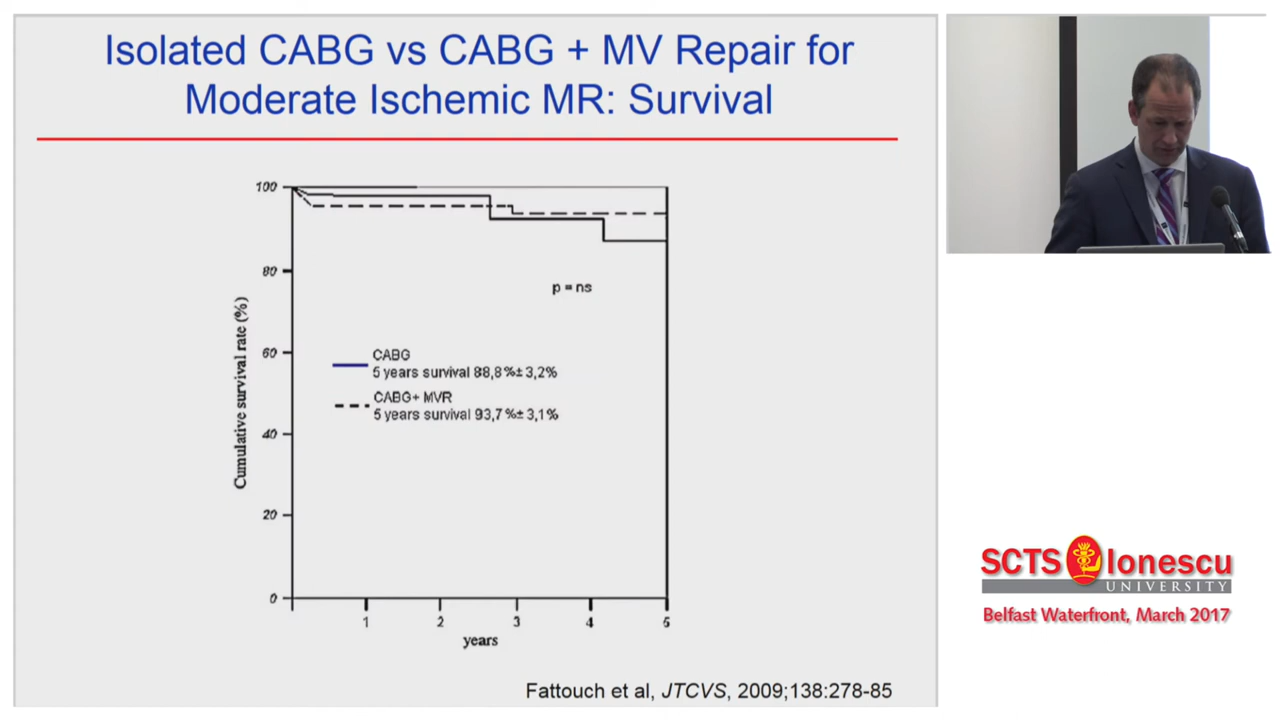 Isolated CABG vs CABG + MV Repair for
Moderate Ischemic MR: Survival
100
80
60
40
20
0
Cumulative survival rate (%)
p = ns
CABG
5 years survival 88,8%± 3,2%
CABG+ MVR
5 years survival 93,7%± 3,1%
1
2
3
4
5
years
Fattouch et al, JTCVS, 2009;138:278-85
SCTS Ionescu
UNIVERSITY
Belfast Waterfront, March 2017